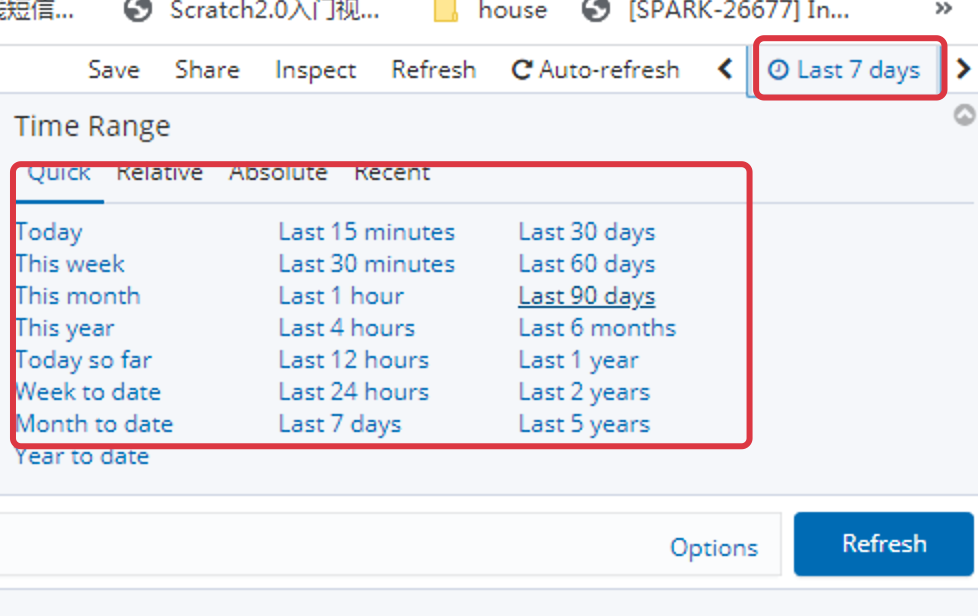 短信... Scratch2.0入门视... house [SPARK-26677] In... »
Save Share Inspect Refresh Auto-refresh Last 7 days
Time Range
Quick Relative Absolute Recent
Today Last 15 minutes Last 30 days
This week Last 30 minutes Last 60 days
This month Last 1 hour Last 90 days
This year Last 4 hours Last 6 months
Today so far Last 12 hours Last 1 year
Week to date Last 24 hours Last 2 years
Month to date Last 7 days Last 5 years
Year to date
Options Refresh